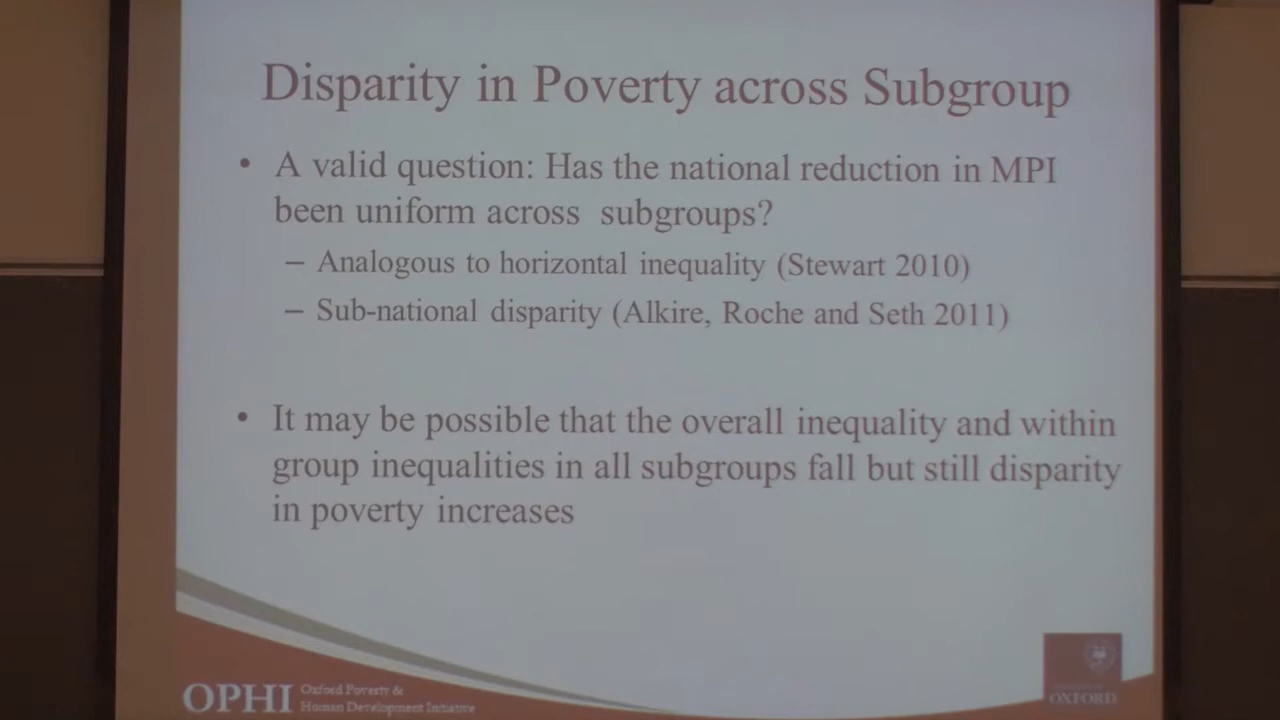 Disparity in Poverty across Subgroup
• A valid question: Has the national reduction in MPI
been uniform across subgroups?
– Analogous to horizontal inequality (Stewart 2010)
– Sub-national disparity (Alkire, Roche and Seth 2011)
• It may be possible that the overall inequality and within
group inequalities in all subgroups fall but still disparity
in poverty increases
OPHI
Oxford Poverty &
Human Development Initiative
OXFORD